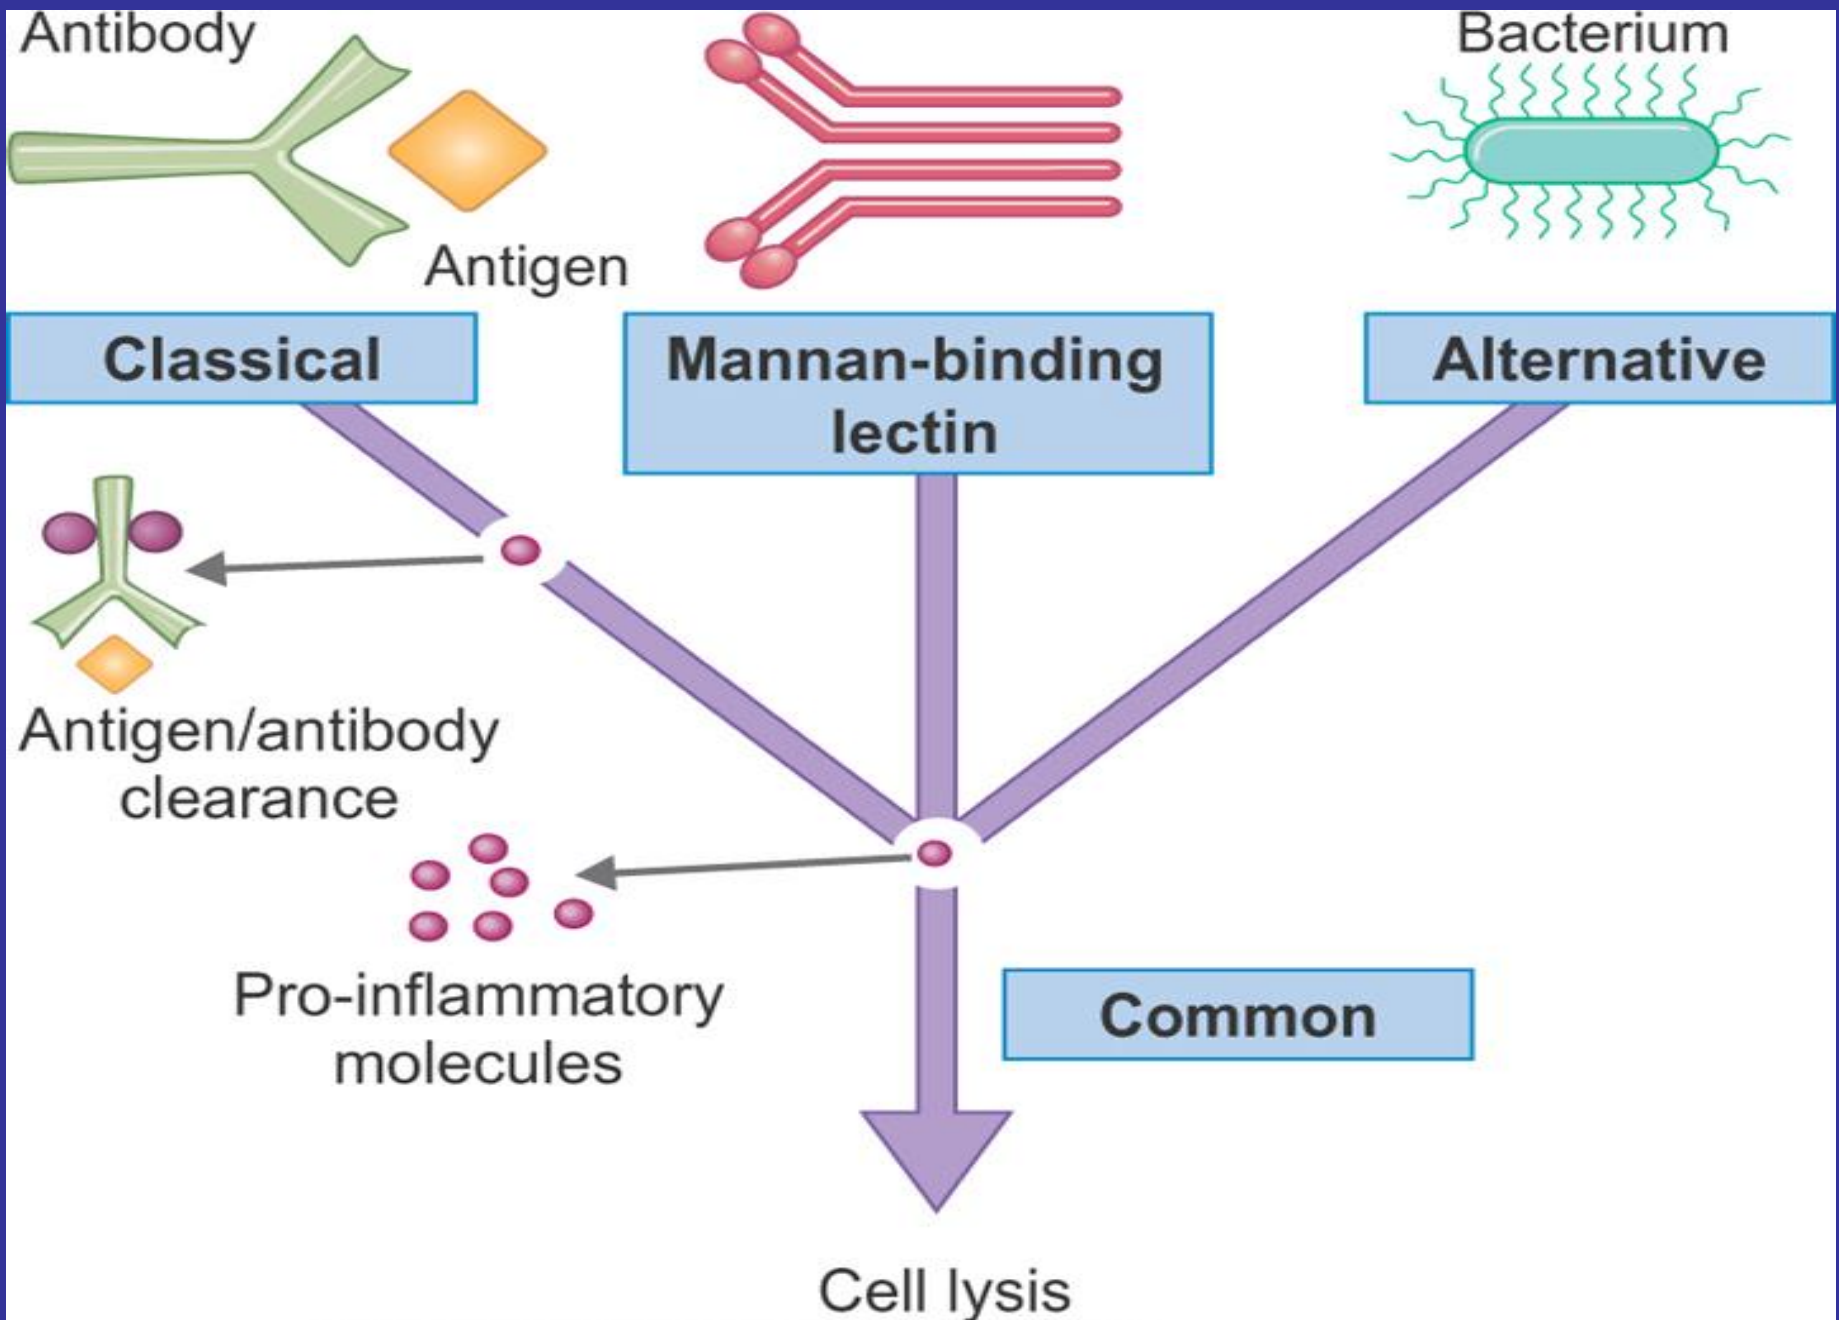 Antibody
Bacterium
Antigen
Classical
Mannan-binding
lectin
Alternative
Antigen/antibody
clearance
Pro-inflammatory
molecules
Common
Cell lysis